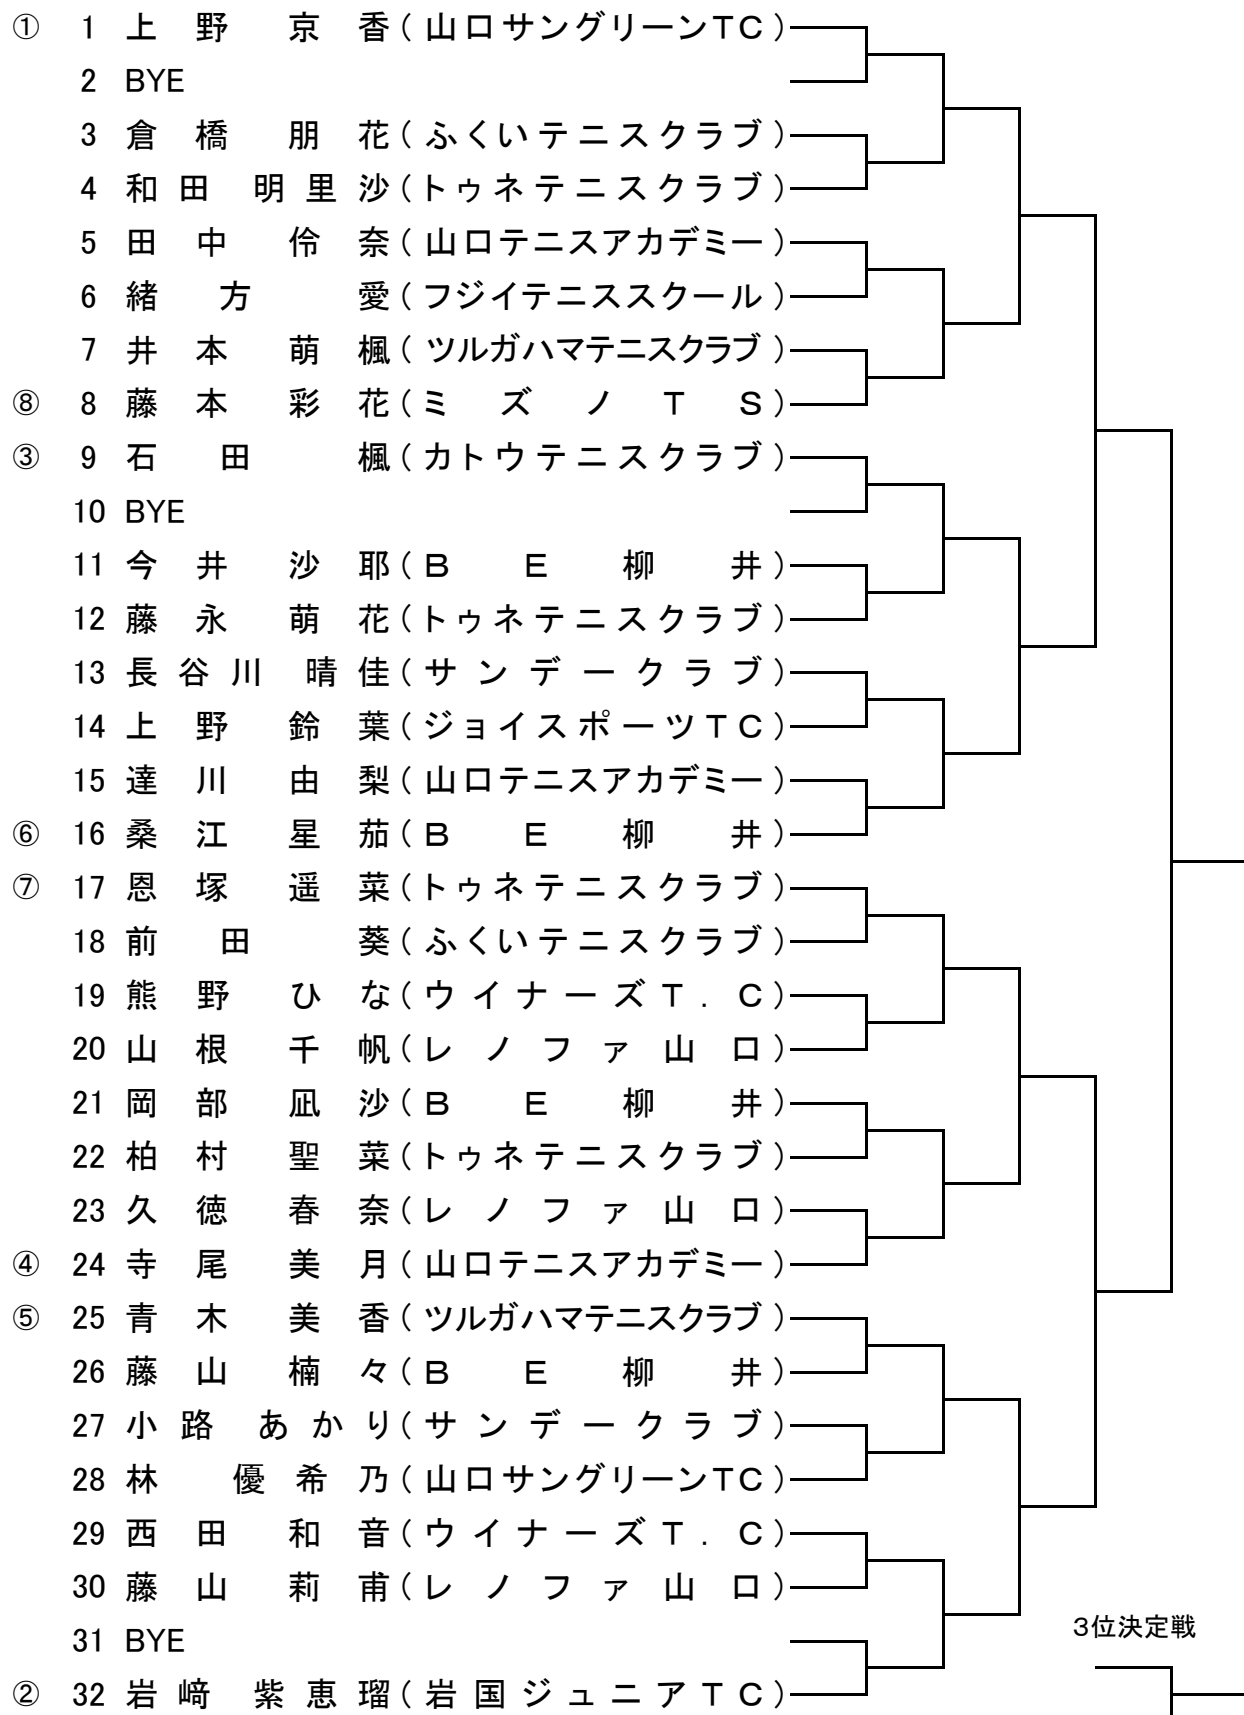 ① 1 上野 京香(山口サングリーンTC)
2 BYE
3 倉橋 朋花(ふくいテニスクラブ)
4 和田 明里沙(トゥネテニスクラブ)
5 田中 伶奈(山口テニスアカデミー)
6 緒方 愛(フジイテニススクール)
7 井本 萌楓(ツルガハマテニスクラブ)
⑧ 8 藤本 彩花(ミズノTS)
③ 9 石田 楓(カトウテニスクラブ)
10 BYE
11 今井 沙耶(BE柳井)
12 藤永 萌花(トゥネテニスクラブ)
13 長谷川 晴佳(サンデークラブ)
14 上野 鈴葉(ジョイスポーツTC)
15 達川 由梨(山口テニスアカデミー)
⑥ 16 桑江 星茄(BE柳井)
⑦ 17 恩塚 遥菜(トゥネテニスクラブ)
18 前田 葵(ふくいテニスクラブ)
19 熊野 ひな(ウイナーズT.C)
20 山根 千帆(レノファ山口)
21 岡部 凪沙(BE柳井)
22 柏村 聖菜(トゥネテニスクラブ)
23 久徳 春奈(レノファ山口)
④ 24 寺尾 美月(山口テニスアカデミー)
⑤ 25 青木 美香(ツルガハマテニスクラブ)
26 藤山 楠々(BE柳井)
27 小路 あかり(サンデークラブ)
28 林 優希乃(山口サングリーンTC)
29 西田 和音(ウイナーズT.C)
30 藤山 莉甫(レノファ山口)
31 BYE
3位決定戦
② 32 岩﨑 紫恵瑠(岩国ジュニアTC)